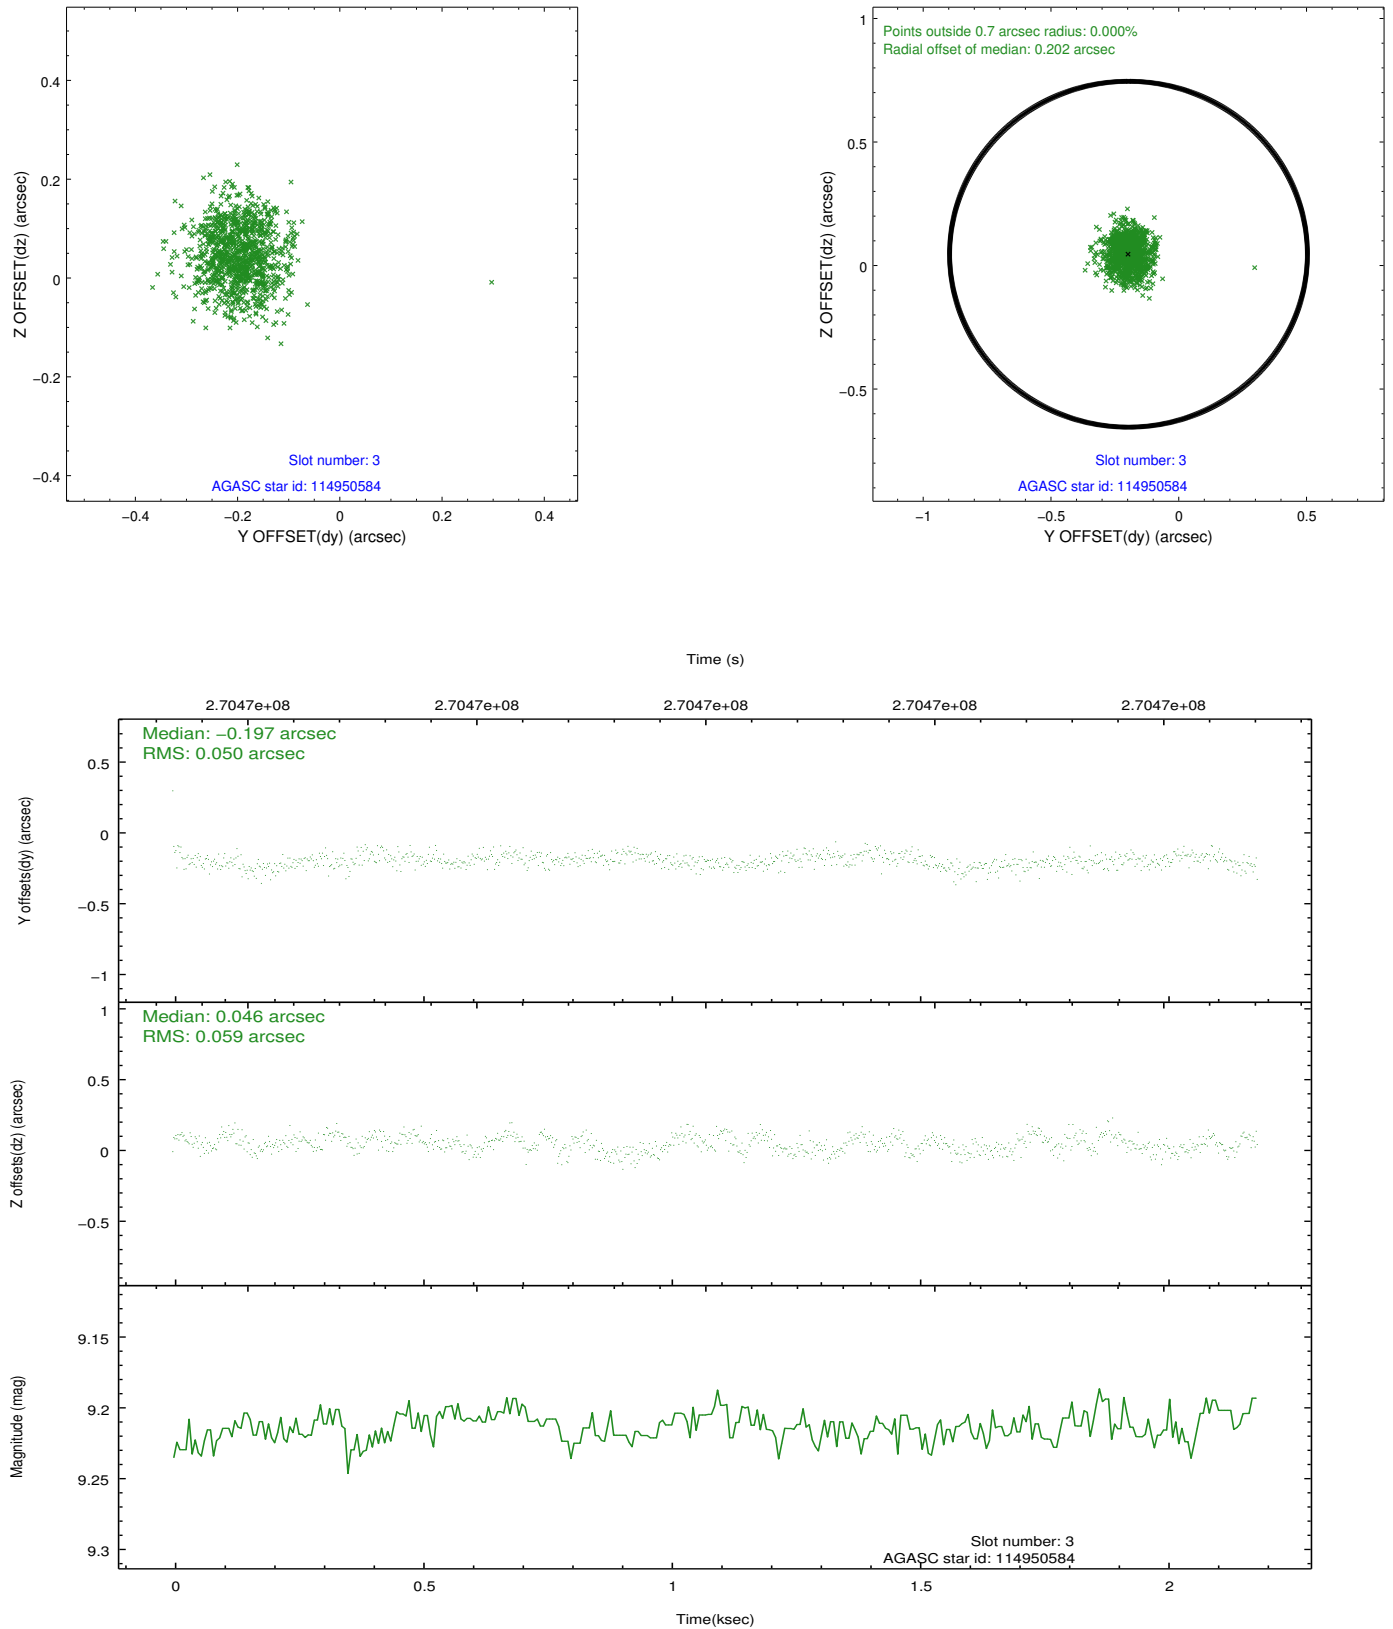 0.4
0.2
0
−0.2
−0.4
Z OFFSET(dz) (arcsec)
Slot number: 3
AGASC star id: 114950584
−0.4
−0.2
0
0.2
0.4
Y OFFSET(dy) (arcsec)
Points outside 0.7 arcsec radius: 0.000%
Radial offset of median: 0.202 arcsec
1
0.5
0
−0.5
Z OFFSET(dz) (arcsec)
Slot number: 3
AGASC star id: 114950584
−1
−0.5
0
0.5
Y OFFSET(dy) (arcsec)
Time (s)
2.7047e+08
2.7047e+08
2.7047e+08
2.7047e+08
2.7047e+08
Median: −0.197 arcsec
RMS: 0.050 arcsec
0.5
0
−0.5
−1
Y offsets(dy) (arcsec)
Median: 0.046 arcsec
RMS: 0.059 arcsec
1
0.5
0
−0.5
Z offsets(dz) (arcsec)
9.15
9.2
9.25
9.3
Magnitude (mag)
Slot number: 3
AGASC star id: 114950584
0
0.5
1
1.5
2
Time(ksec)